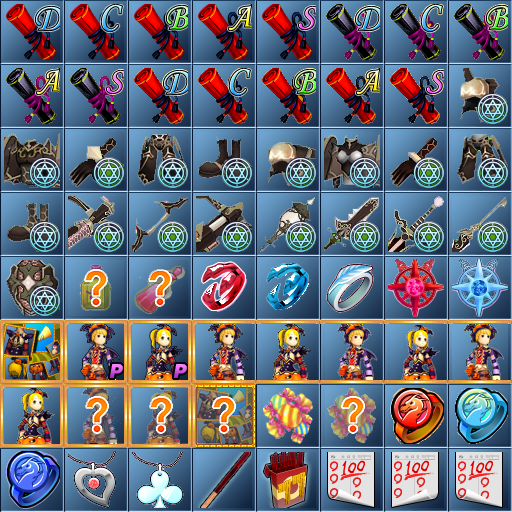 D C B A S D C B
A S D C B A S
? ?
P P
? ? ? ?
100 100 100